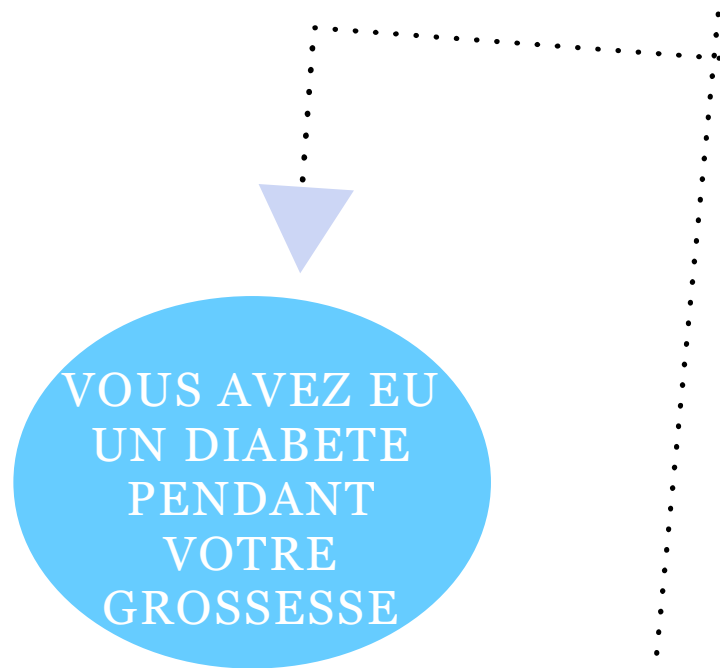 VOUS AVEZ EU
UN DIABETE
PENDANT
VOTRE
GROSSESSE